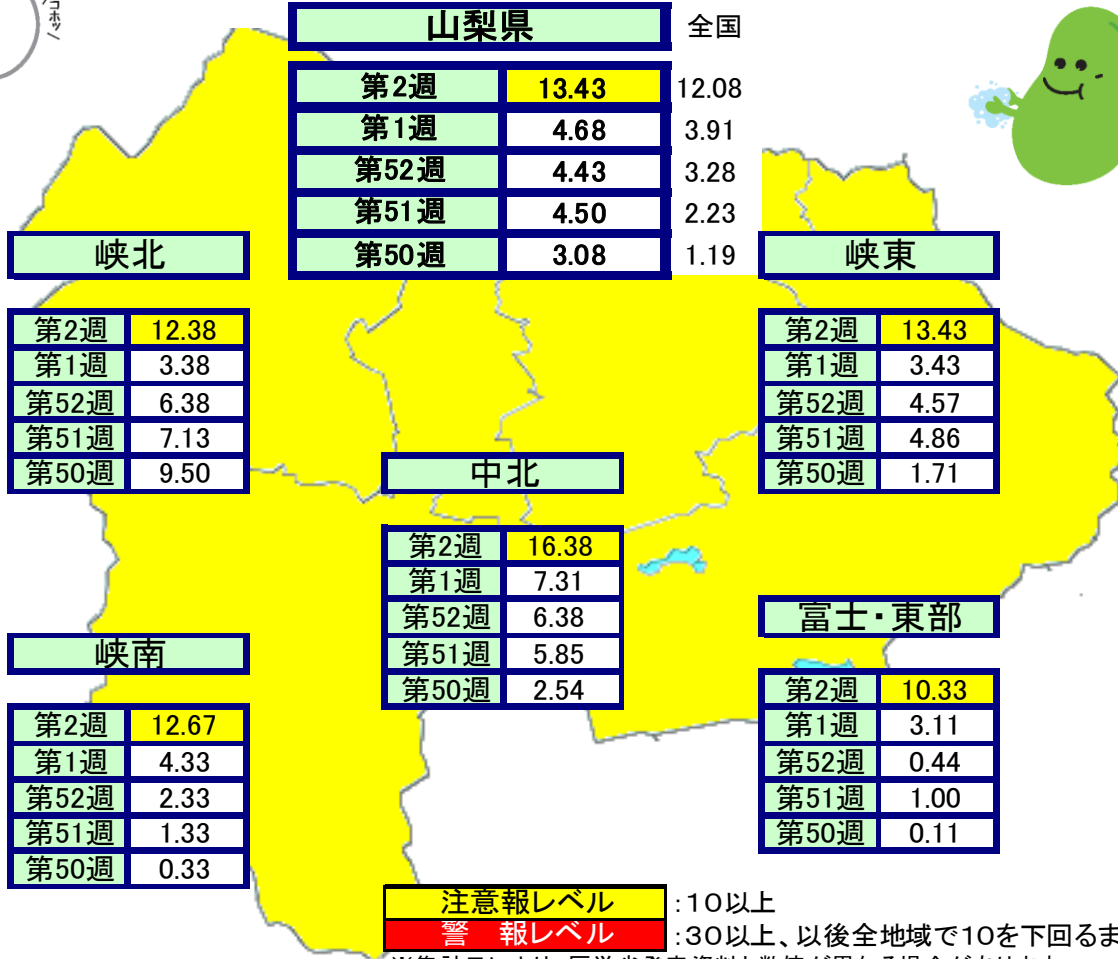 コホッ
山梨県 全国
第2週 13.43 12.08
第1週 4.68 3.91
第52週 4.43 3.28
第51週 4.50 2.23
第50週 3.08 1.19
峡北
第2週 12.38
第1週 3.38
第52週 6.38
第51週 7.13
第50週 9.50
峡東
第2週 13.43
第1週 3.43
第52週 4.57
第51週 4.86
第50週 1.71
中北
第2週 16.38
第1週 7.31
第52週 6.38
第51週 5.85
第50週 2.54
峡南
第2週 12.67
第1週 4.33
第52週 2.33
第51週 1.33
第50週 0.33
富士・東部
第2週 10.33
第1週 3.11
第52週 0.44
第51週 1.00
第50週 0.11
注意報レベル :10以上
警 報レベル :30以上、以後全地域で10を下回るま